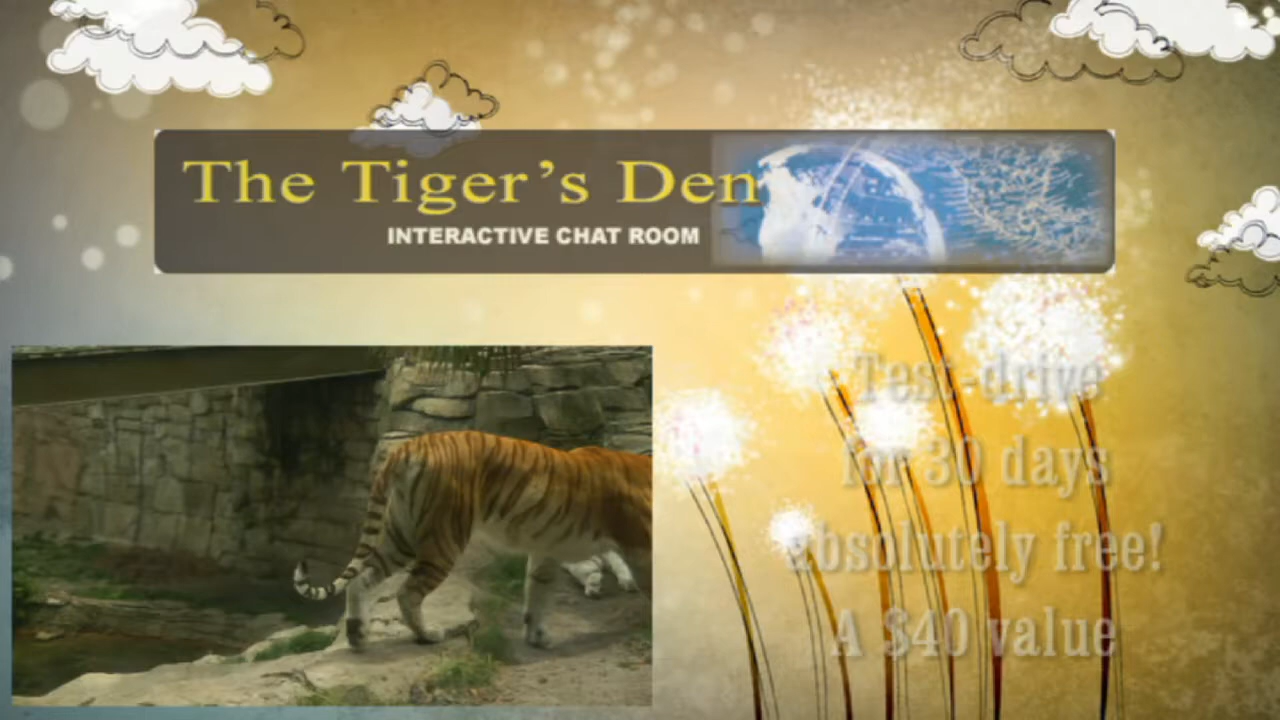 The Tiger's Den
INTERACTIVE CHAT ROOM
Test-drive
for 30 days
absolutely free!
A $40 value